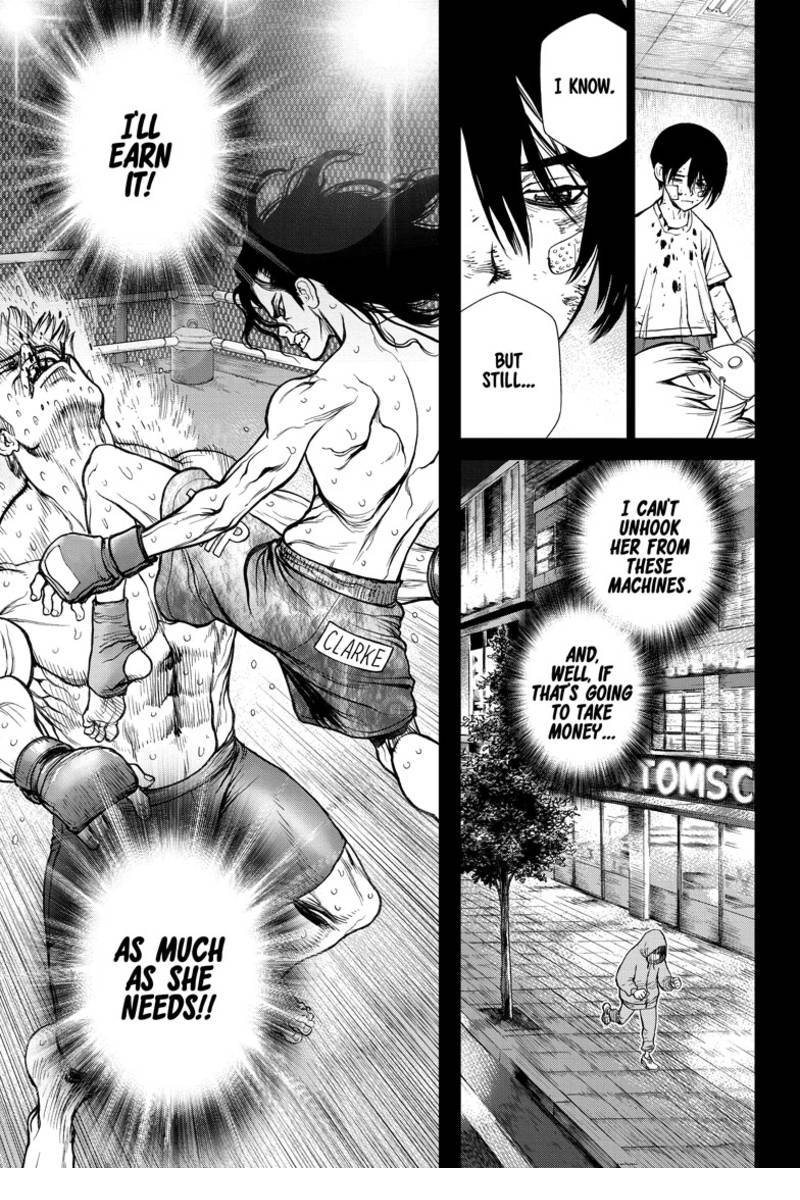 I KNOW.
BUT
STILL...
I CAN'T
UNHOOK
HER FROM
THESE
MACHINES.
AND,
WELL, IF
THAT'S GOING
TO TAKE
MONEY...
TOMSC
I'LL
EARN
IT!
CLARKE
AS MUCH
AS SHE
NEEDS!!